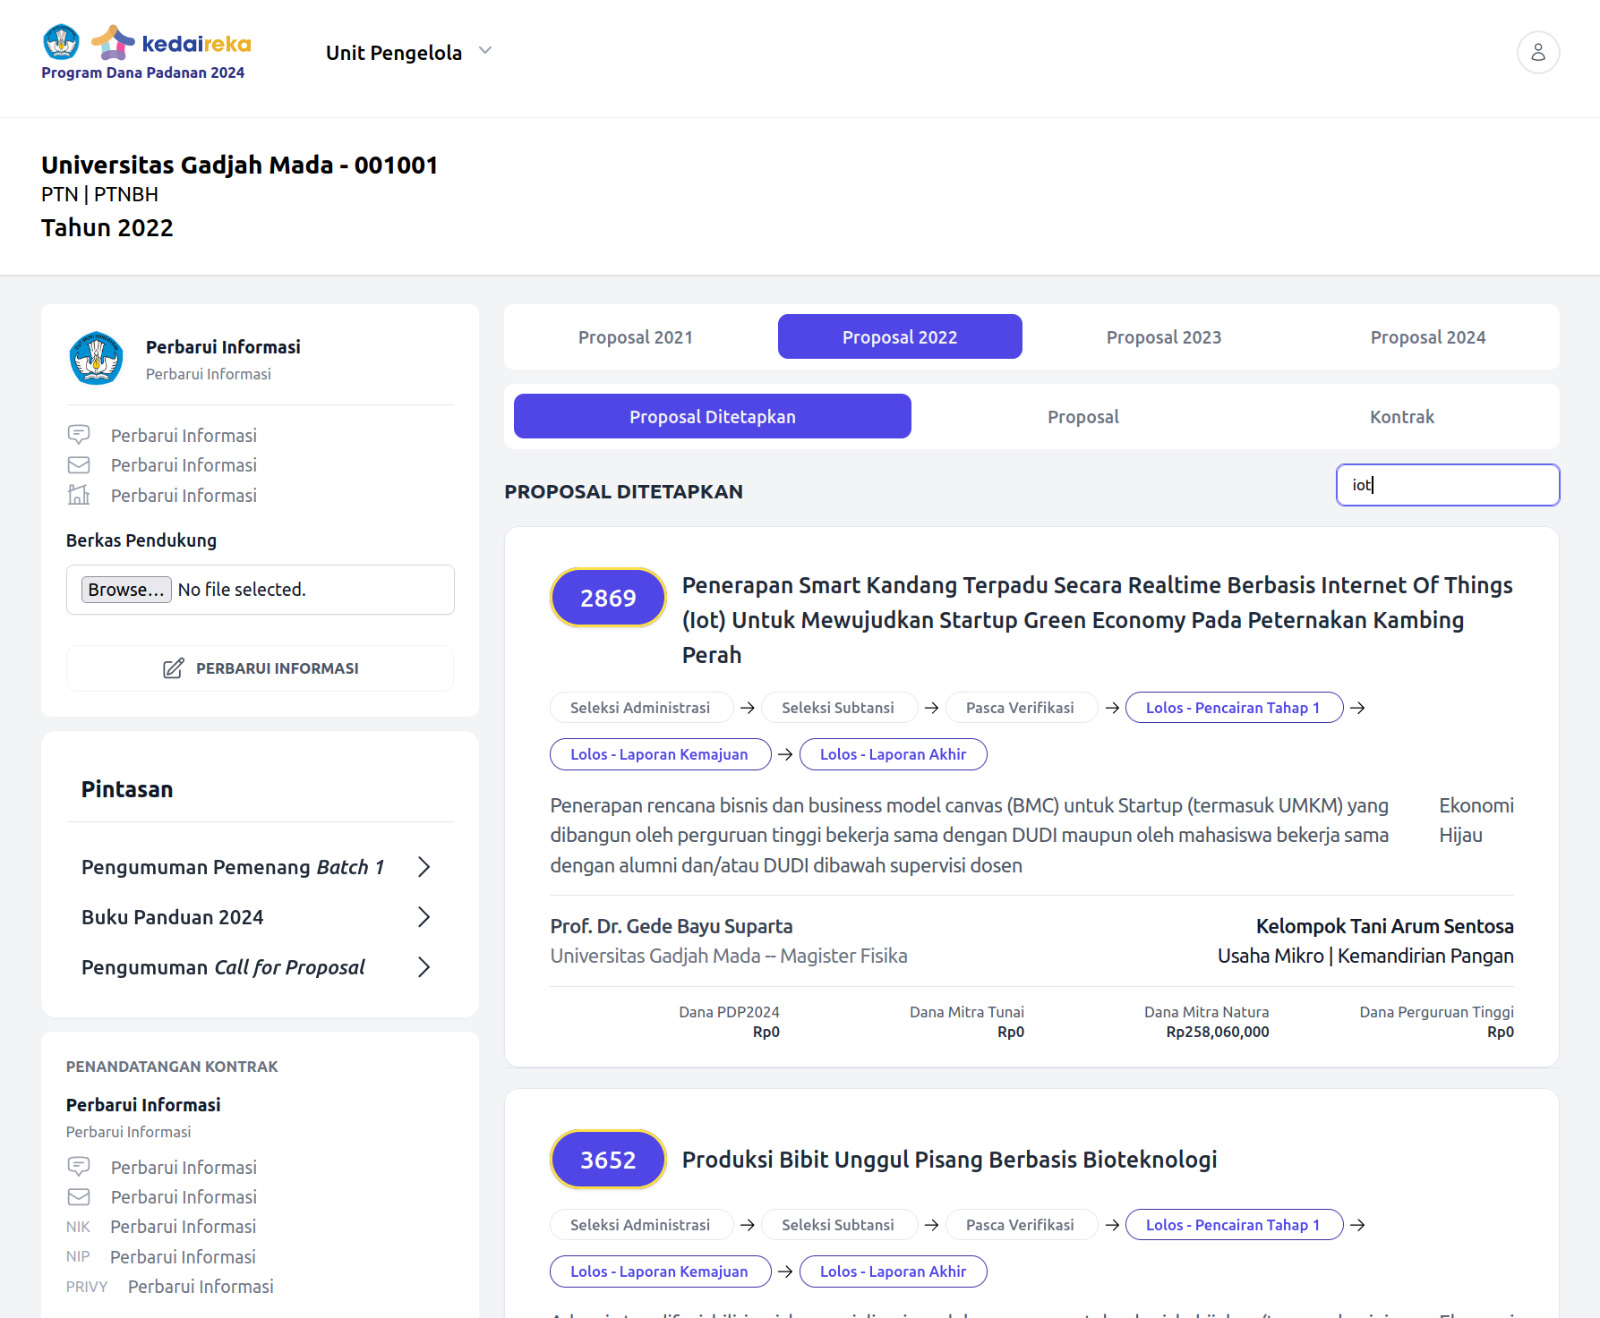 kedaireka
Program Dana Padanan 2024
Unit Pengelola
Universitas Gadjah Mada - 001001
PTN | PTNBH
Tahun 2022
Perbarui Informasi
Perbarui Informasi
Perbarui Informasi
Perbarui Informasi
Perbarui Informasi
Berkas Pendukung
Browse... No file selected.
PERBARUI INFORMASI
Pintasan
Pengumuman Pemenang Batch 1
Buku Panduan 2024
Pengumuman Call for Proposal
PENANDATANGAN KONTRAK
Perbarui Informasi
Perbarui Informasi
Perbarui Informasi
Perbarui Informasi
NIK Perbarui Informasi
NIP Perbarui Informasi
PRIVY Perbarui Informasi
Proposal 2021 Proposal 2022 Proposal 2023 Proposal 2024
Proposal Ditetapkan Proposal Kontrak
PROPOSAL DITETAPKAN
iot
2869
Penerapan Smart Kandang Terpadu Secara Realtime Berbasis Internet Of Things
(Iot) Untuk Mewujudkan Startup Green Economy Pada Peternakan Kambing
Perah
Seleksi Administrasi → Seleksi Subtansi → Pasca Verifikasi → Lolos - Pencairan Tahap 1 →
Lolos - Laporan Kemajuan → Lolos - Laporan Akhir
Penerapan rencana bisnis dan business model canvas (BMC) untuk Startup (termasuk UMKM) yang
dibangun oleh perguruan tinggi bekerja sama dengan DUDI maupun oleh mahasiswa bekerja sama
dengan alumni dan/atau DUDI dibawah supervisi dosen
Ekonomi
Hijau
Prof. Dr. Gede Bayu Suparta
Universitas Gadjah Mada -- Magister Fisika
Kelompok Tani Arum Sentosa
Usaha Mikro | Kemandirian Pangan
Dana PDP2024
Rp0
Dana Mitra Tunai
Rp0
Dana Mitra Natura
Rp258,060,000
Dana Perguruan Tinggi
Rp0
3652
Produksi Bibit Unggul Pisang Berbasis Bioteknologi
Seleksi Administrasi → Seleksi Subtansi → Pasca Verifikasi → Lolos - Pencairan Tahap 1 →
Lolos - Laporan Kemajuan → Lolos - Laporan Akhir